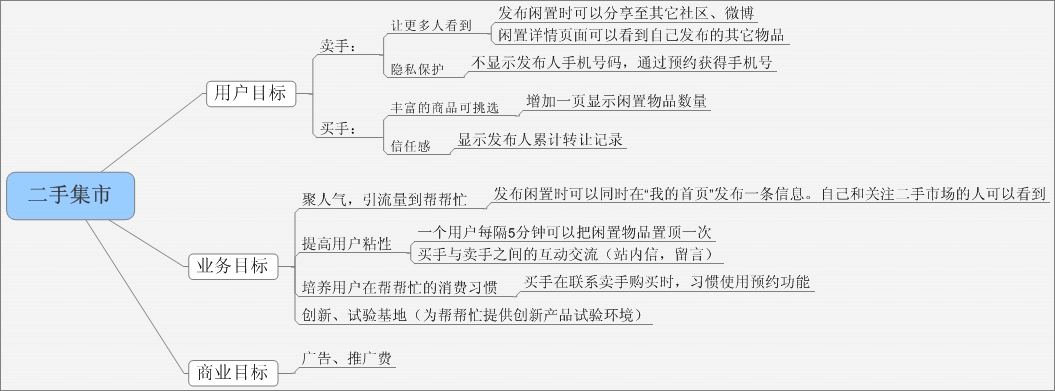 二手集市
用户目标
卖手：
让更多人看到
发布闲置时可以分享至其它社区、微博
闲置详情页面可以看到自己发布的其它物品
隐私保护
不显示发布人手机号码，通过预约获得手机号
买手：
丰富的商品可挑选
增加一页显示闲置物品数量
信任感
显示发布人累计转让记录
业务目标
聚人气，引流量到帮帮忙
发布闲置时可以同时在“我的首页”发布一条信息。自己和关注二手市场的人可以看到
提高用户粘性
一个用户每隔5分钟可以把闲置物品置顶一次
买手与卖手之间的互动交流（站内信，留言）
培养用户在帮帮忙的消费习惯
买手在联系卖手购买时，习惯使用预约功能
创新、试验基地（为帮帮忙提供创新产品试验环境）
商业目标
广告、推广费